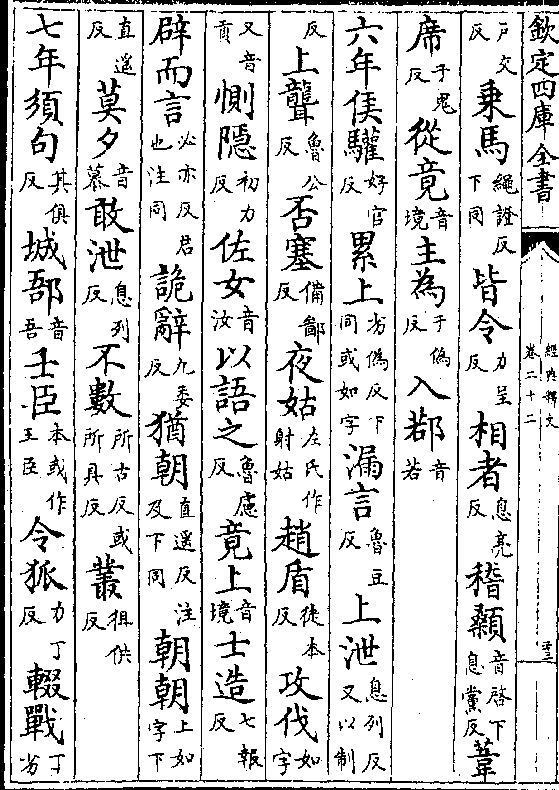 欽定四庫全書
經典釋文
卷二十二
戶交反乘馬繩證反下同皆令力呈反相者息亮反稽顙音啓下息黨反葦
席子鬼反從竟音境主為子偽反入鄀音若
六年侯驩好官反累上劣偽反下同或如字漏言魯豆反上泄息列反又以制
反上聾魯公反否塞備鄙反夜姑左氏作射姑趙盾徒本反攻伐如字
又音貢惻隱初力反佐女音汝以語之魯慮反竟上音境士造七報反
辟而言必亦反君也注同詭辭九委反猶朝直遥反注及下同朝朝上如字下
直遥反莫夕音慕敢泄息列反不數所古反或所具反叢徂供反
七年須句其俱反城郚音吾壬臣本或作王臣令狐力丁反輟戰丁劣